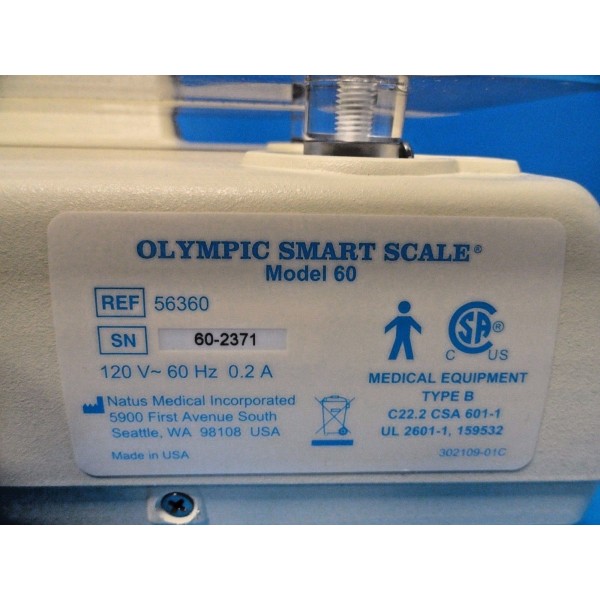 OLYMPIC SMART SCALE®
Model 60
REF 56360
SN 60-2371
120 V~ 60 Hz 0.2 A
Natus Medical Incorporated
5900 First Avenue South
Seattle, WA 98108 USA
Made in USA
CSA®
C US
MEDICAL EQUIPMENT
TYPE B
C22.2 CSA 601-1
UL 2601-1, 159532
302109-01C